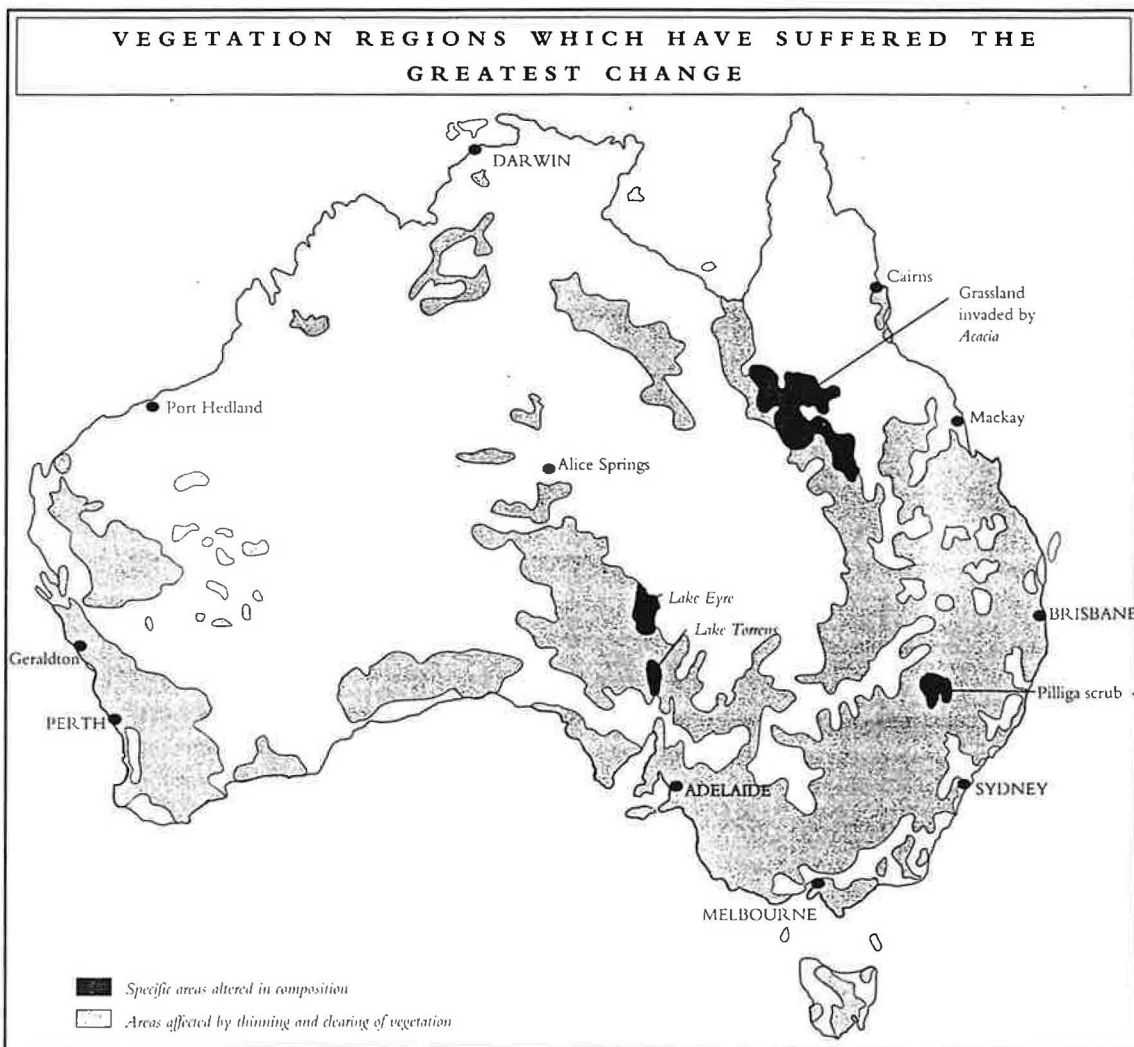 VEGETATION REGIONS WHICH HAVE SUFFERED THE
GREATEST CHANGE
DARWIN
Cairns
Grassland
invaded by
Acacia
Port Hedland
Mackay
Alice Springs
Lake Eyre
BRISBANE
Lake Torrens
Geraldton
Pilliga scrub
PERTH
ADELAIDE
SYDNEY
MELBOURNE
Specific areas altered in composition
Areas affected by thinning and clearing of vegetation